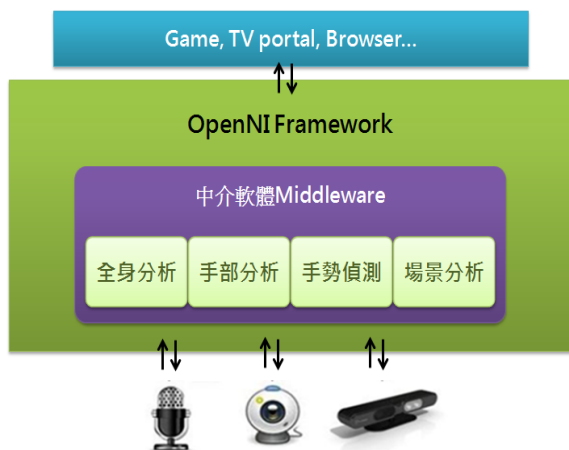 Game, TV portal, Browser...
OpenNI Framework
中介軟體Middleware
全身分析 手部分析 手勢偵測 場景分析